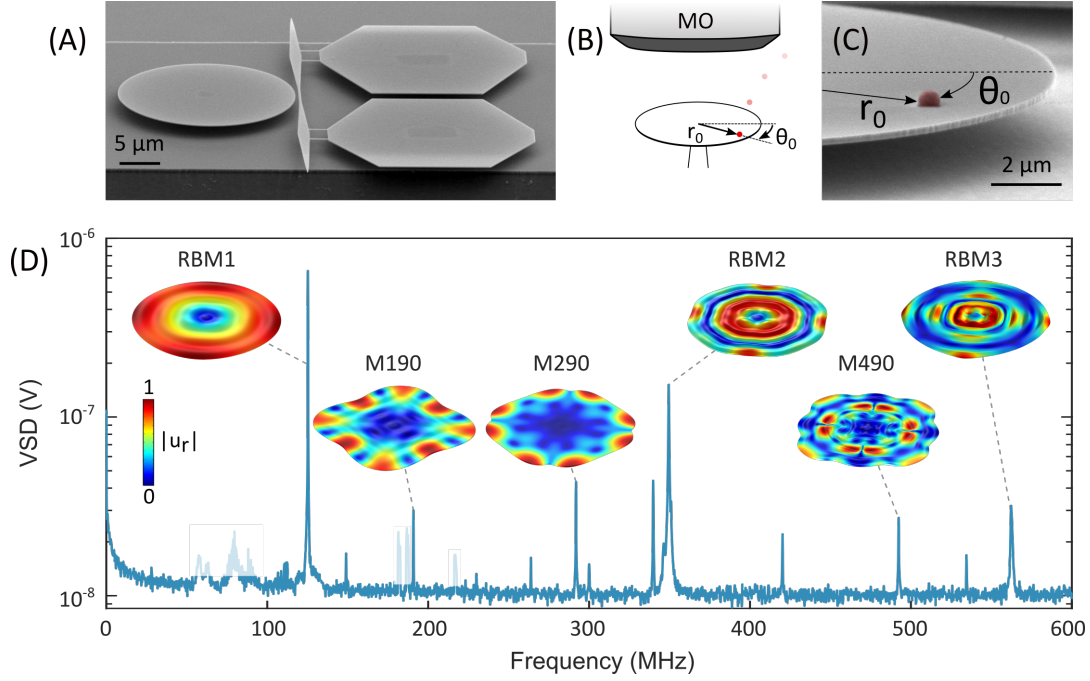 (A)
5 μm
(B)
MO
r₀
θ₀
(C)
r₀
θ₀
2 μm
(D)
10⁻⁶
10⁻⁷
10⁻⁸
VSD (V)
RBM1
M190
M290
RBM2
M490
RBM3
1
|uᵣ|
0
0
100
200
300
400
500
600
Frequency (MHz)